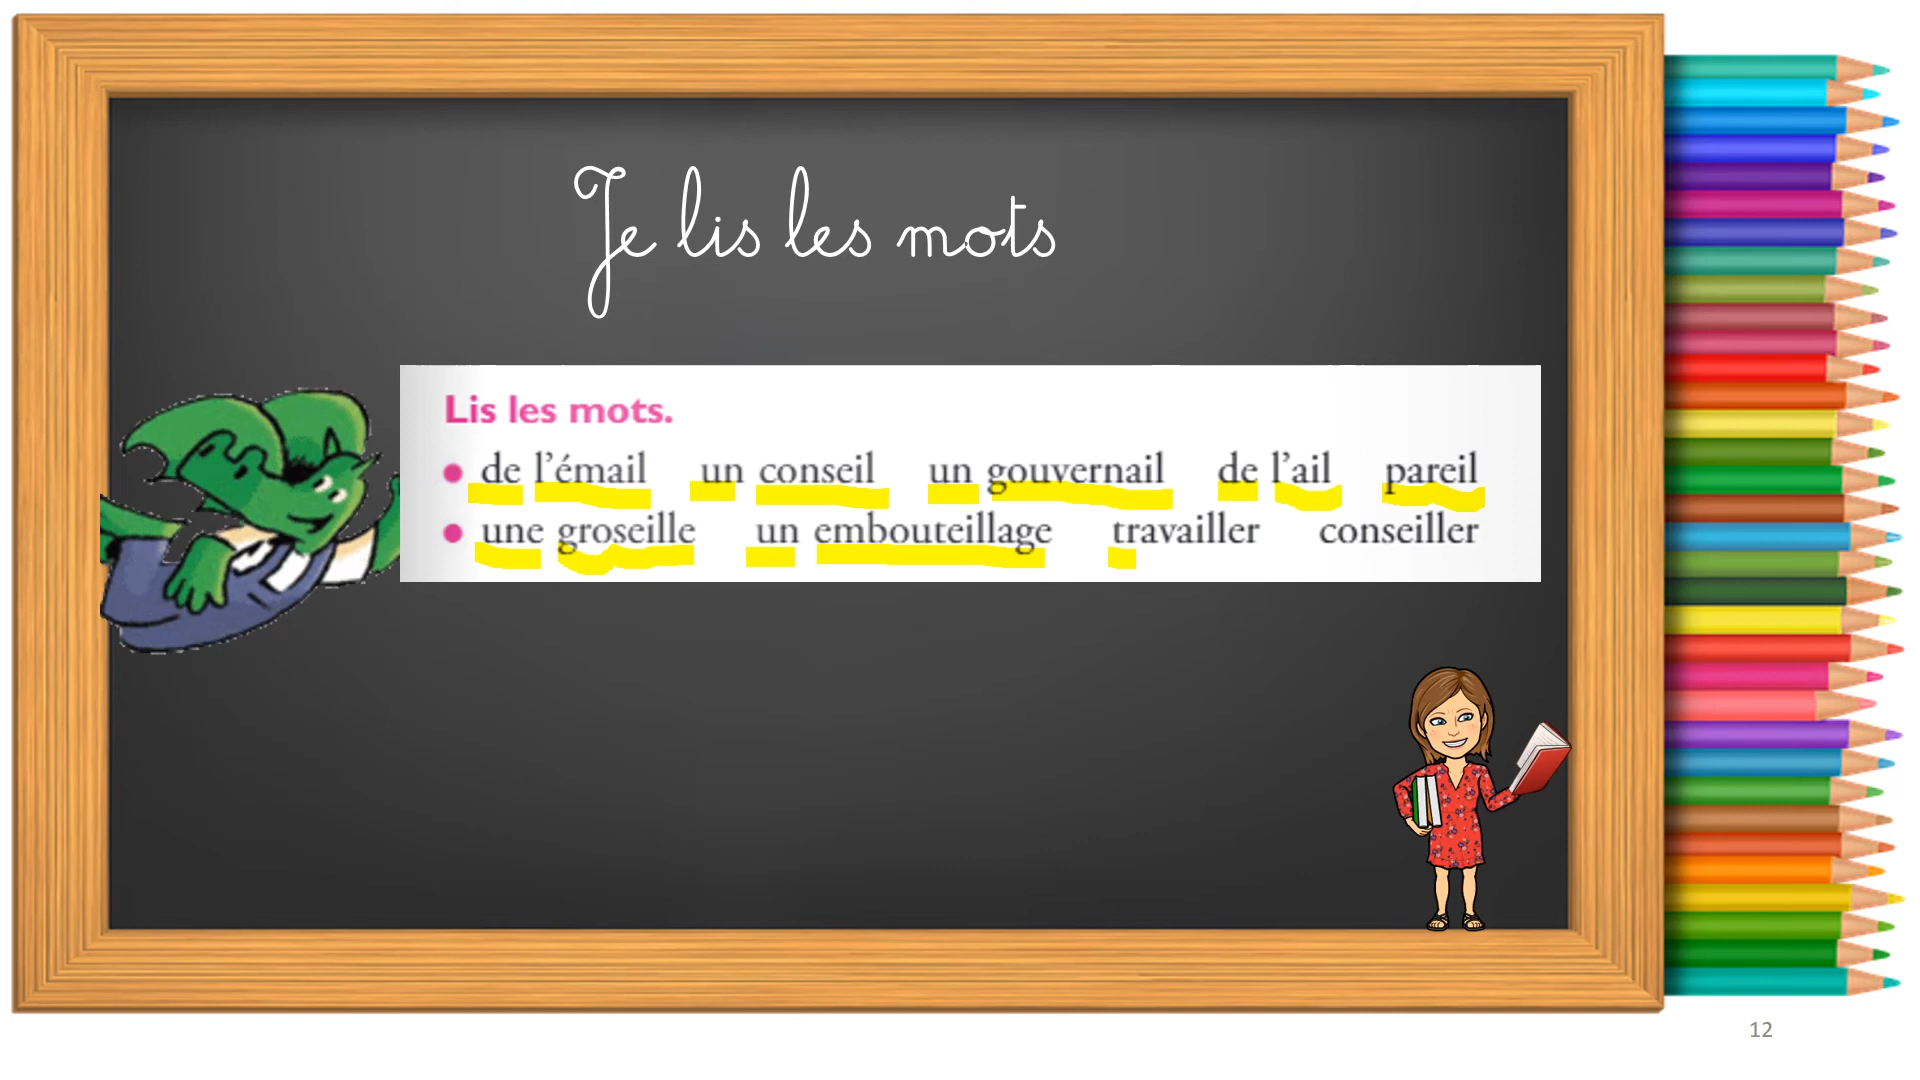 Je lis les mots
Lis les mots.
• de l'émail un conseil un gouvernail de l'ail pareil
• une groseille un embouteillage travailler conseiller
12